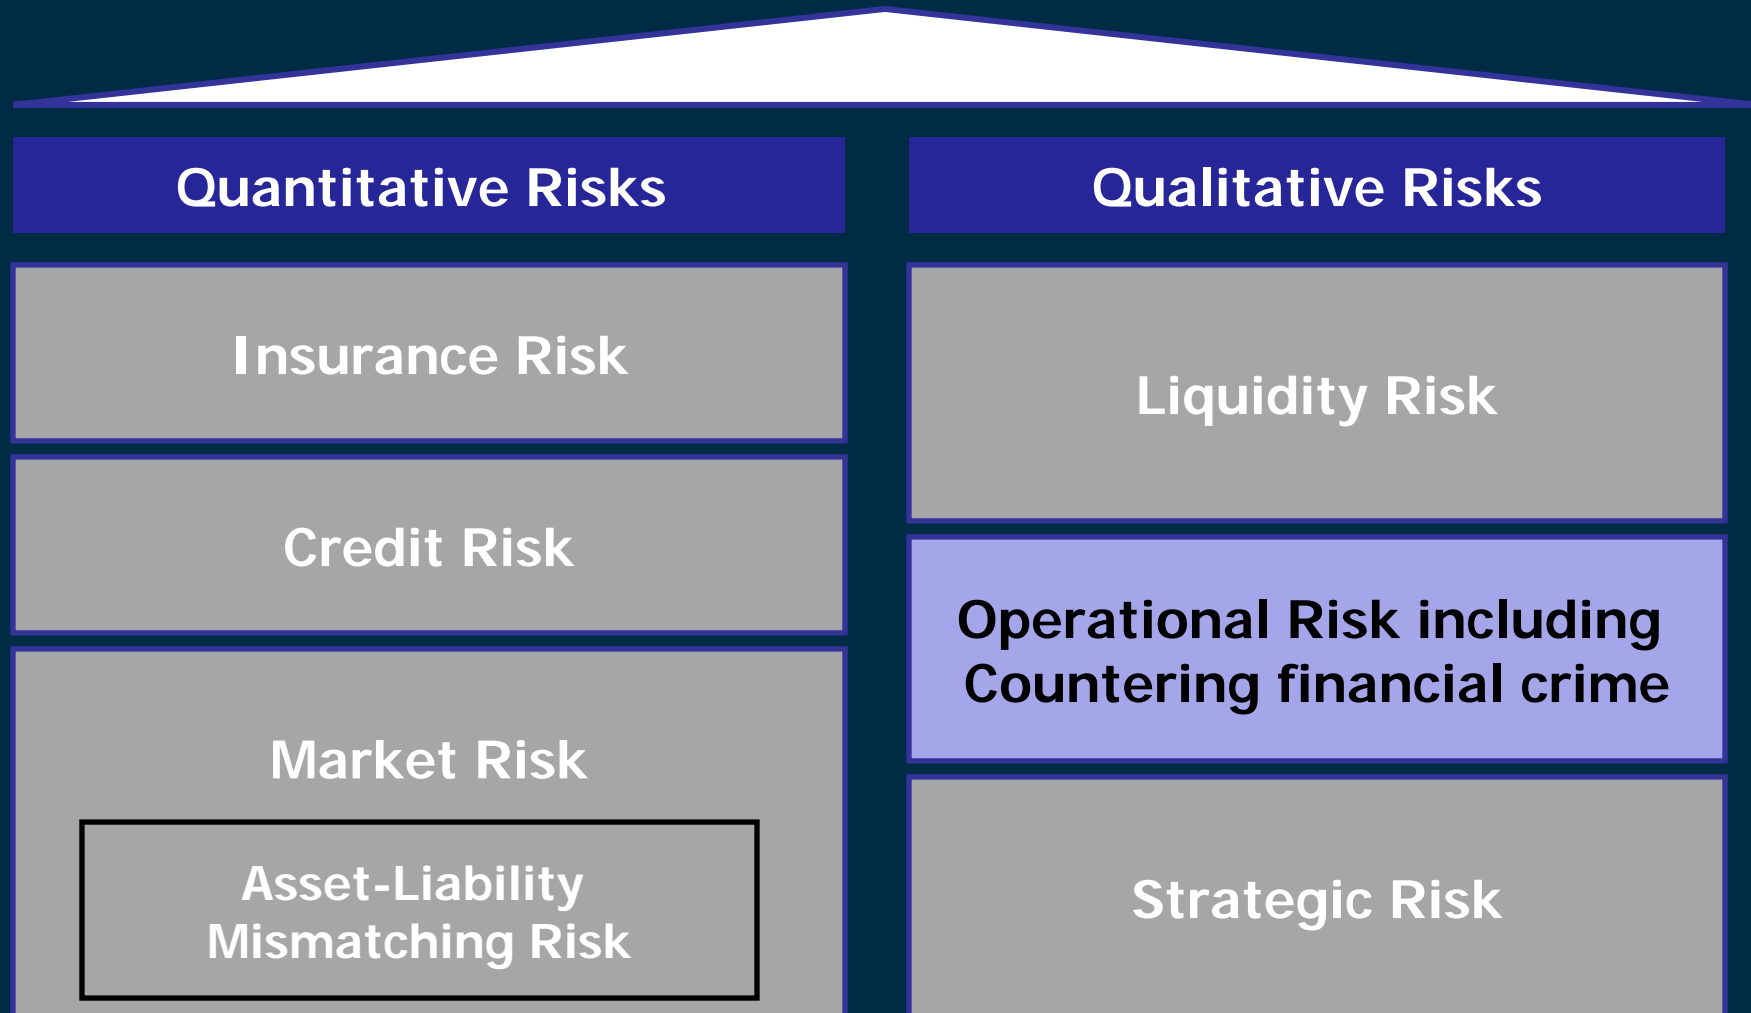 Quantitative Risks
Insurance Risk
Credit Risk
Market Risk
Asset-Liability
Mismatching Risk
Qualitative Risks
Liquidity Risk
Operational Risk including
Countering financial crime
Strategic Risk